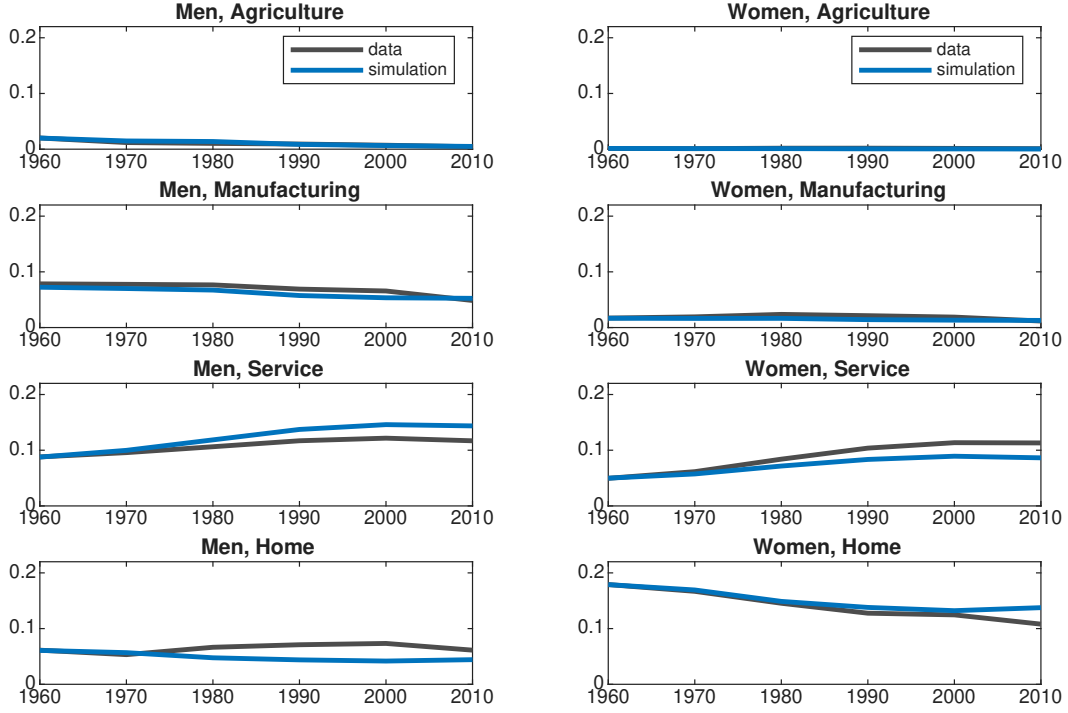 Men, Agriculture
0.2
0.1
0
data
simulation
1960 1970 1980 1990 2000 2010
Women, Agriculture
0.2
0.1
0
data
simulation
1960 1970 1980 1990 2000 2010
Men, Manufacturing
0.2
0.1
0
1960 1970 1980 1990 2000 2010
Women, Manufacturing
0.2
0.1
0
1960 1970 1980 1990 2000 2010
Men, Service
0.2
0.1
0
1960 1970 1980 1990 2000 2010
Women, Service
0.2
0.1
0
1960 1970 1980 1990 2000 2010
Men, Home
0.2
0.1
0
1960 1970 1980 1990 2000 2010
Women, Home
0.2
0.1
0
1960 1970 1980 1990 2000 2010